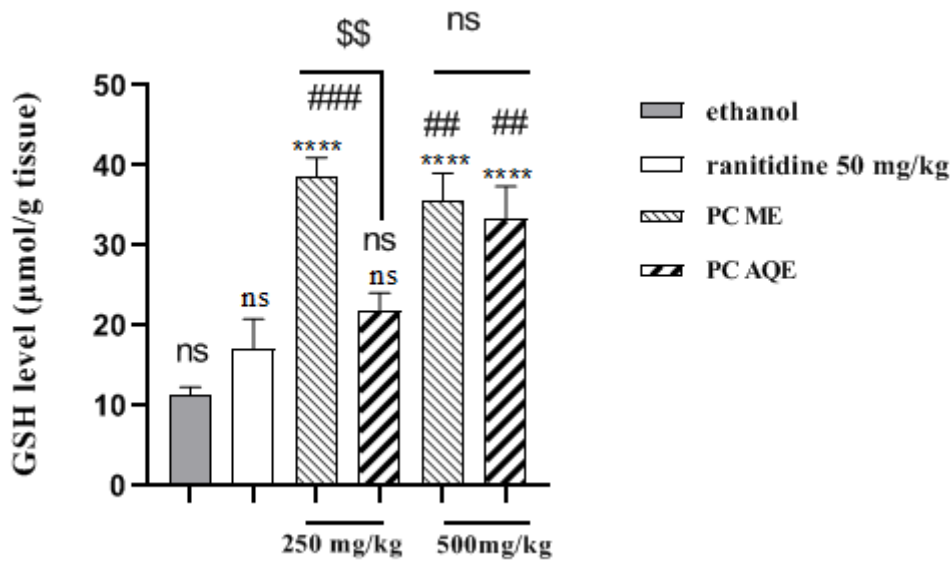 $$ ns
50
###
ethanol
## ##
40
****
**** ****
ranitidine 50 mg/kg
GSH level (µmol/g tissue)
PC ME
30
ns
PC AQE
ns
ns
20
ns
10
0
250 mg/kg 500mg/kg